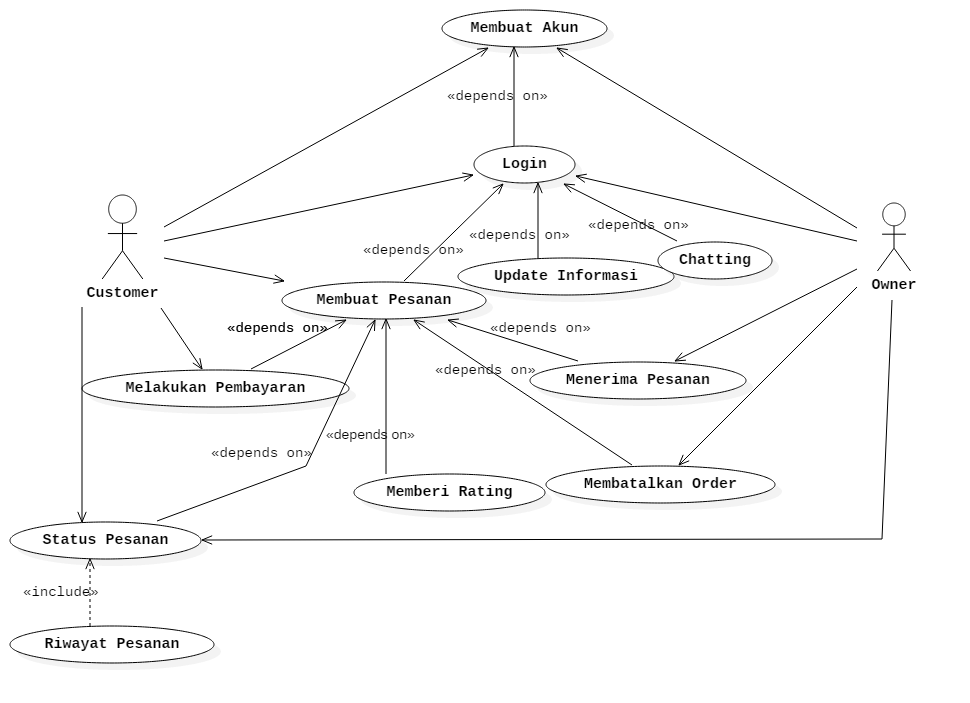 Membuat Akun
«depends on»
Login
«depends on»
«depends on»
«depends on»
Chatting
Update Informasi
Customer
Owner
Membuat Pesanan
«depends on»
«depends on»
«depends on»
Melakukan Pembayaran
Menerima Pesanan
«depends on»
«depends on»
Memberi Rating
Membatalkan Order
Status Pesanan
«include»
Riwayat Pesanan